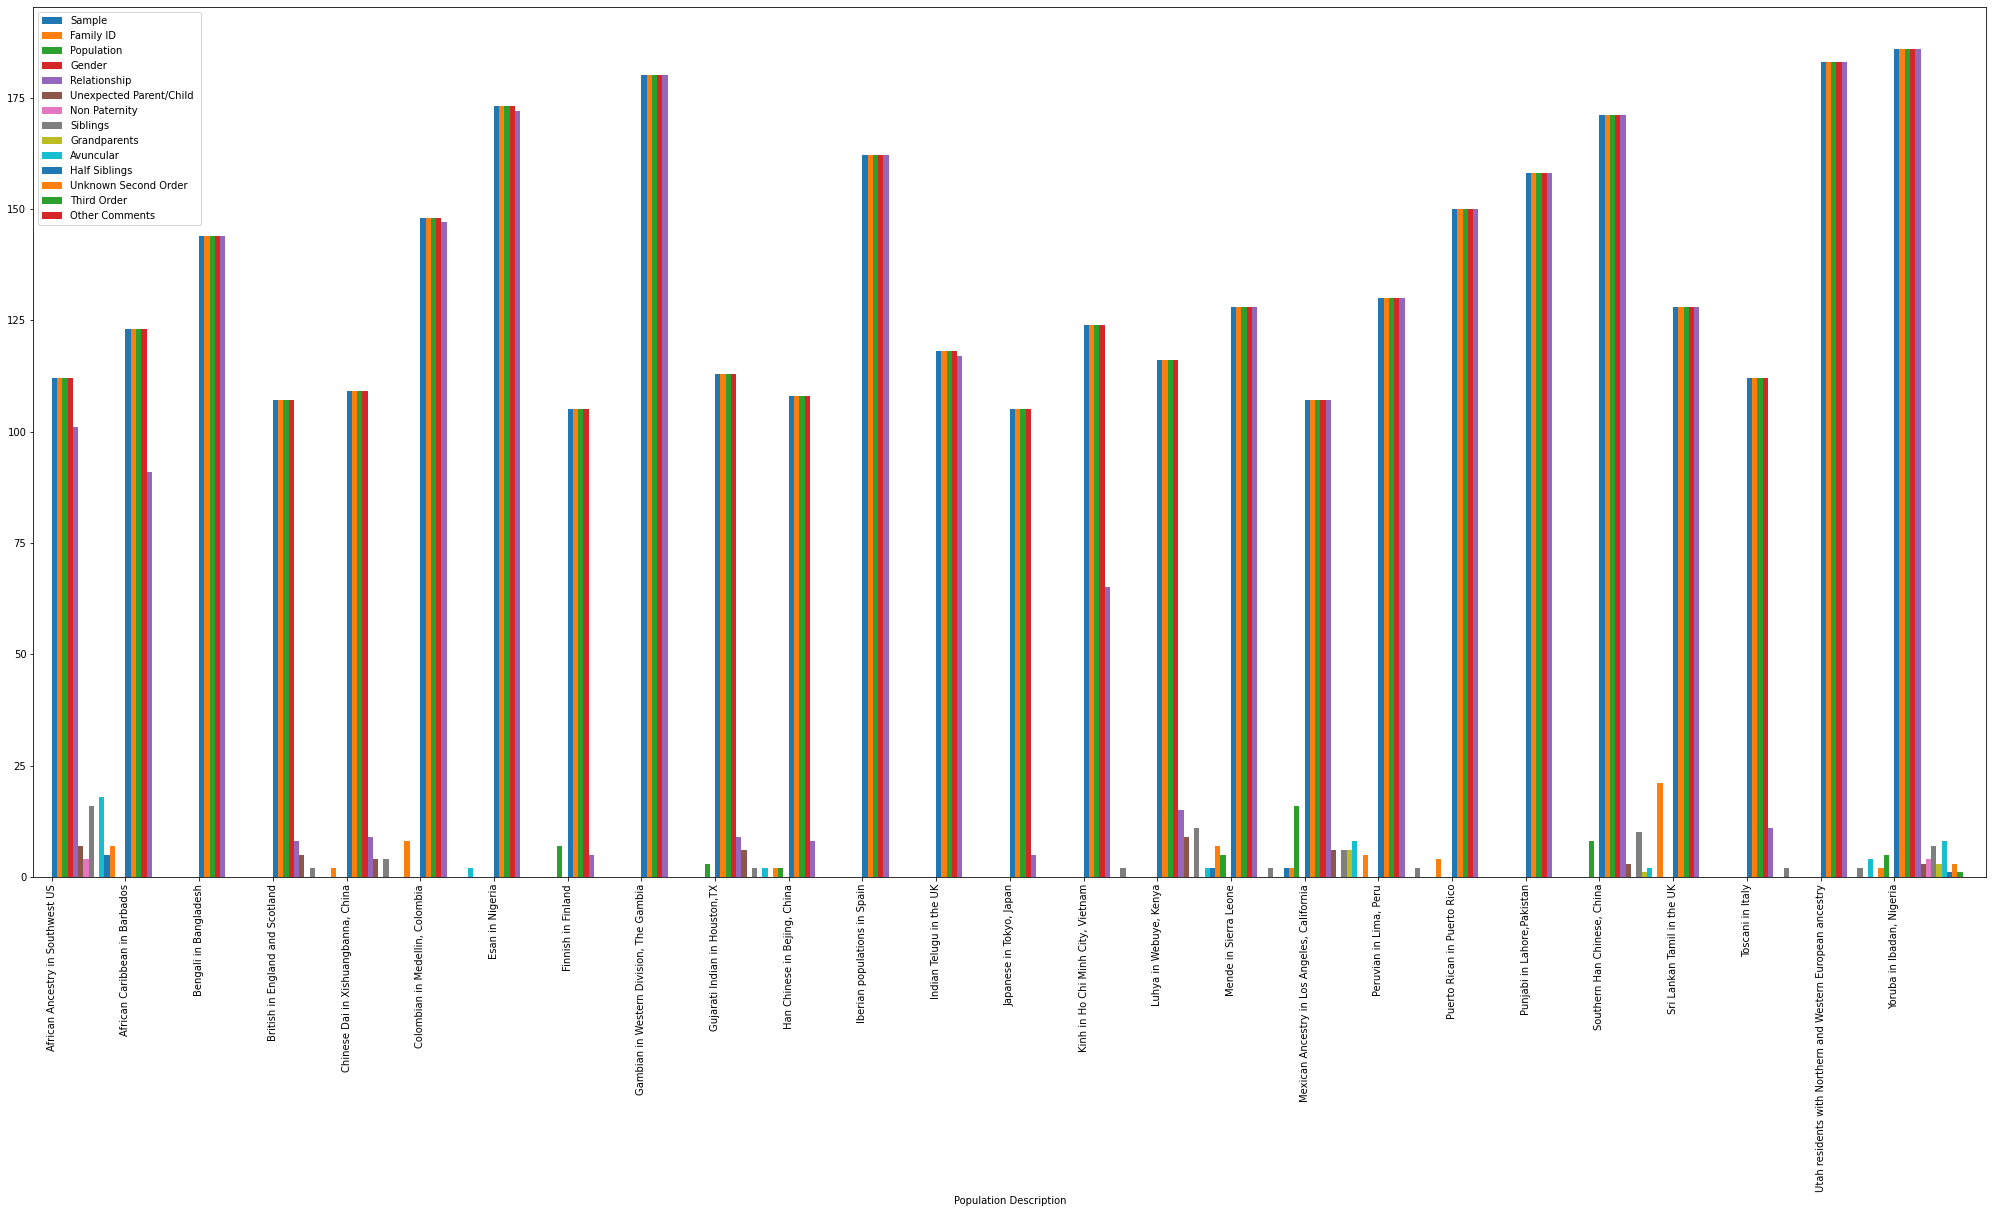 Sample
Family ID
Population
Gender
Relationship
Unexpected Parent/Child
Non Paternity
Siblings
Grandparents
Avuncular
Half Siblings
Unknown Second Order
Third Order
Other Comments
175
150
125
100
75
50
25
0
African Ancestry in Southwest US
African Caribbean in Barbados
Bengali in Bangladesh
British in England and Scotland
Chinese Dai in Xishuangbanna, China
Colombian in Medellin, Colombia
Esan in Nigeria
Finnish in Finland
Gambian in Western Division, The Gambia
Gujarati Indian in Houston,TX
Han Chinese in Bejing, China
Iberian populations in Spain
Indian Telugu in the UK
Japanese in Tokyo, Japan
Kinh in Ho Chi Minh City, Vietnam
Luhya in Webuye, Kenya
Mende in Sierra Leone
Mexican Ancestry in Los Angeles, California
Peruvian in Lima, Peru
Puerto Rican in Puerto Rico
Punjabi in Lahore,Pakistan
Southern Han Chinese, China
Sri Lankan Tamil in the UK
Toscani in Italy
Utah residents with Northern and Western European ancestry
Yoruba in Ibadan, Nigeria
Population Description